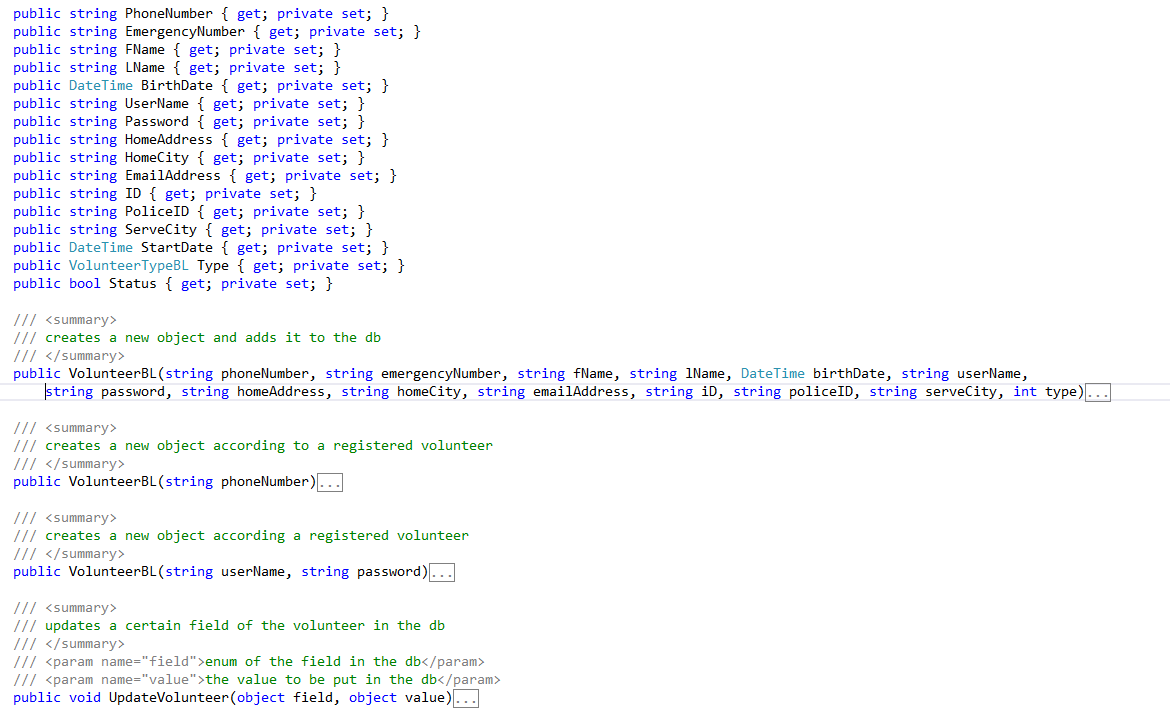 public string PhoneNumber { get; private set; }
public string EmergencyNumber { get; private set; }
public string FName { get; private set; }
public string LName { get; private set; }
public DateTime BirthDate { get; private set; }
public string UserName { get; private set; }
public string Password { get; private set; }
public string HomeAddress { get; private set; }
public string HomeCity { get; private set; }
public string EmailAddress { get; private set; }
public string ID { get; private set; }
public string PoliceID { get; private set; }
public string ServeCity { get; private set; }
public DateTime StartDate { get; private set; }
public VolunteerTypeBL Type { get; private set; }
public bool Status { get; private set; }
/// <summary>
/// creates a new object and adds it to the db
/// </summary>
public VolunteerBL(string phoneNumber, string emergencyNumber, string fName, string lName, DateTime birthDate, string userName,
string password, string homeAddress, string homeCity, string emailAddress, string iD, string policeID, string serveCity, int type)...
/// <summary>
/// creates a new object according to a registered volunteer
/// </summary>
public VolunteerBL(string phoneNumber)...
/// <summary>
/// creates a new object according a registered volunteer
/// </summary>
public VolunteerBL(string userName, string password)...
/// <summary>
/// updates a certain field of the volunteer in the db
/// </summary>
/// <param name="field">enum of the field in the db</param>
/// <param name="value">the value to be put in the db</param>
public void UpdateVolunteer(object field, object value)...